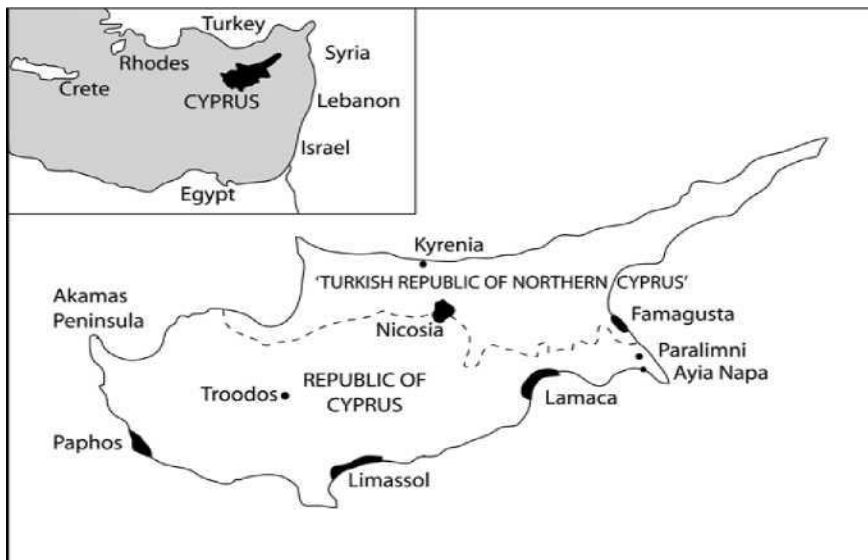 Turkey
Syria
Rhodes
Crete
CYPRUS
Lebanon
Israel
Egypt
Kyrenia
'TURKISH REPUBLIC OF NORTHERN CYPRUS'
Akamas
Peninsula
Nicosia
Famagusta
Paralimni
Ayia Napa
Troodos
REPUBLIC OF
CYPRUS
Lamaca
Paphos
Limassol